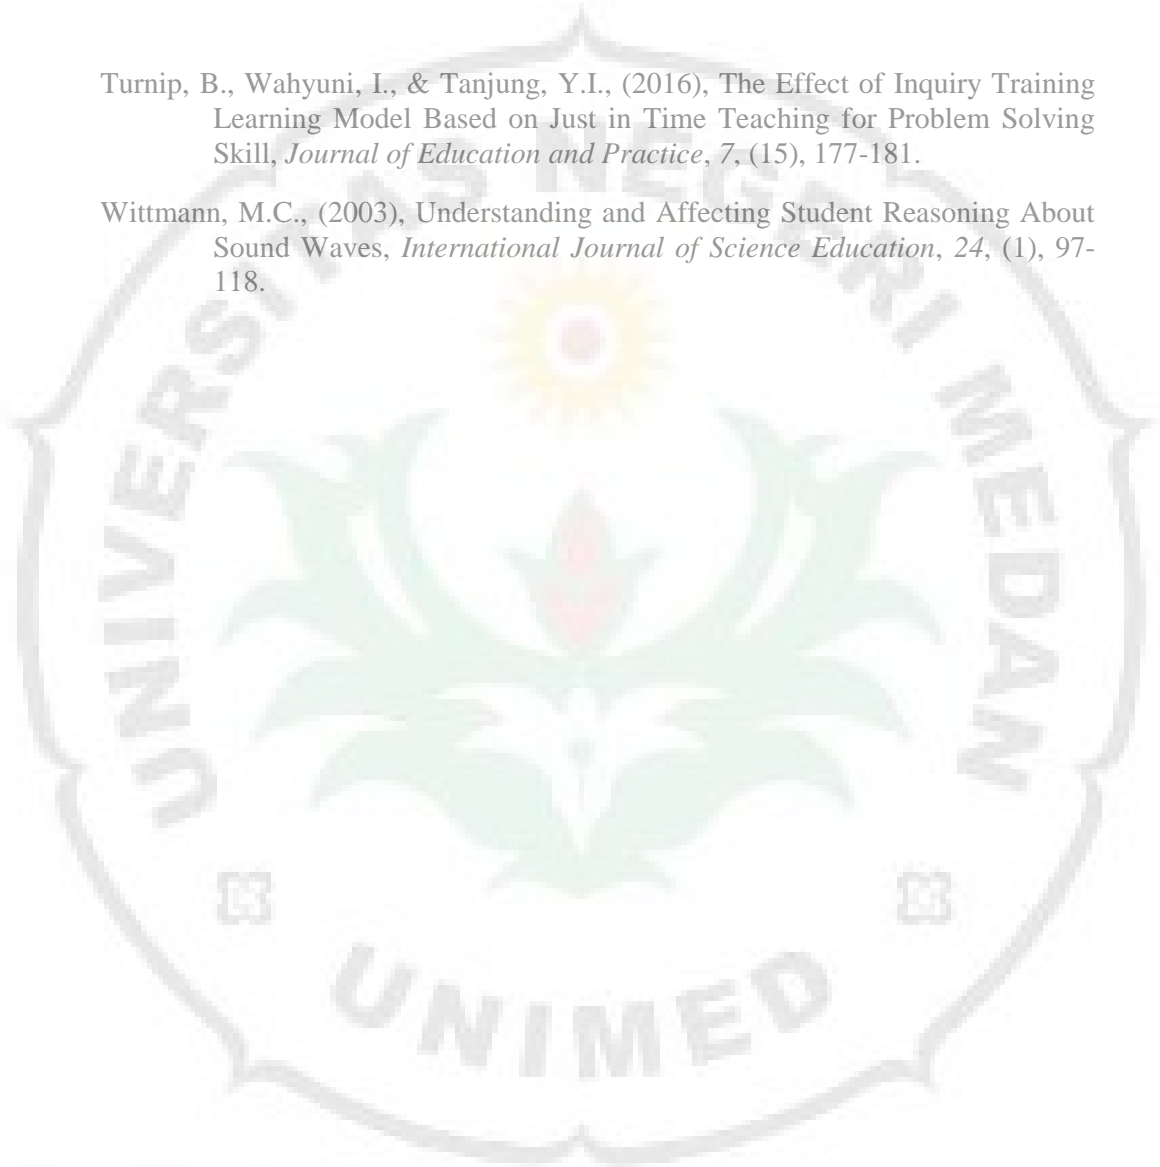 Turnip, B., Wahyuni, I., & Tanjung, Y.I., (2016), The Effect of Inquiry Training
Learning Model Based on Just in Time Teaching for Problem Solving
Skill, Journal of Education and Practice, 7, (15), 177-181.
Wittmann, M.C., (2003), Understanding and Affecting Student Reasoning About
Sound Waves, International Journal of Science Education, 24, (1), 97-
118.
UNIVERSITAS NEGERI MEDAN
UNIMED